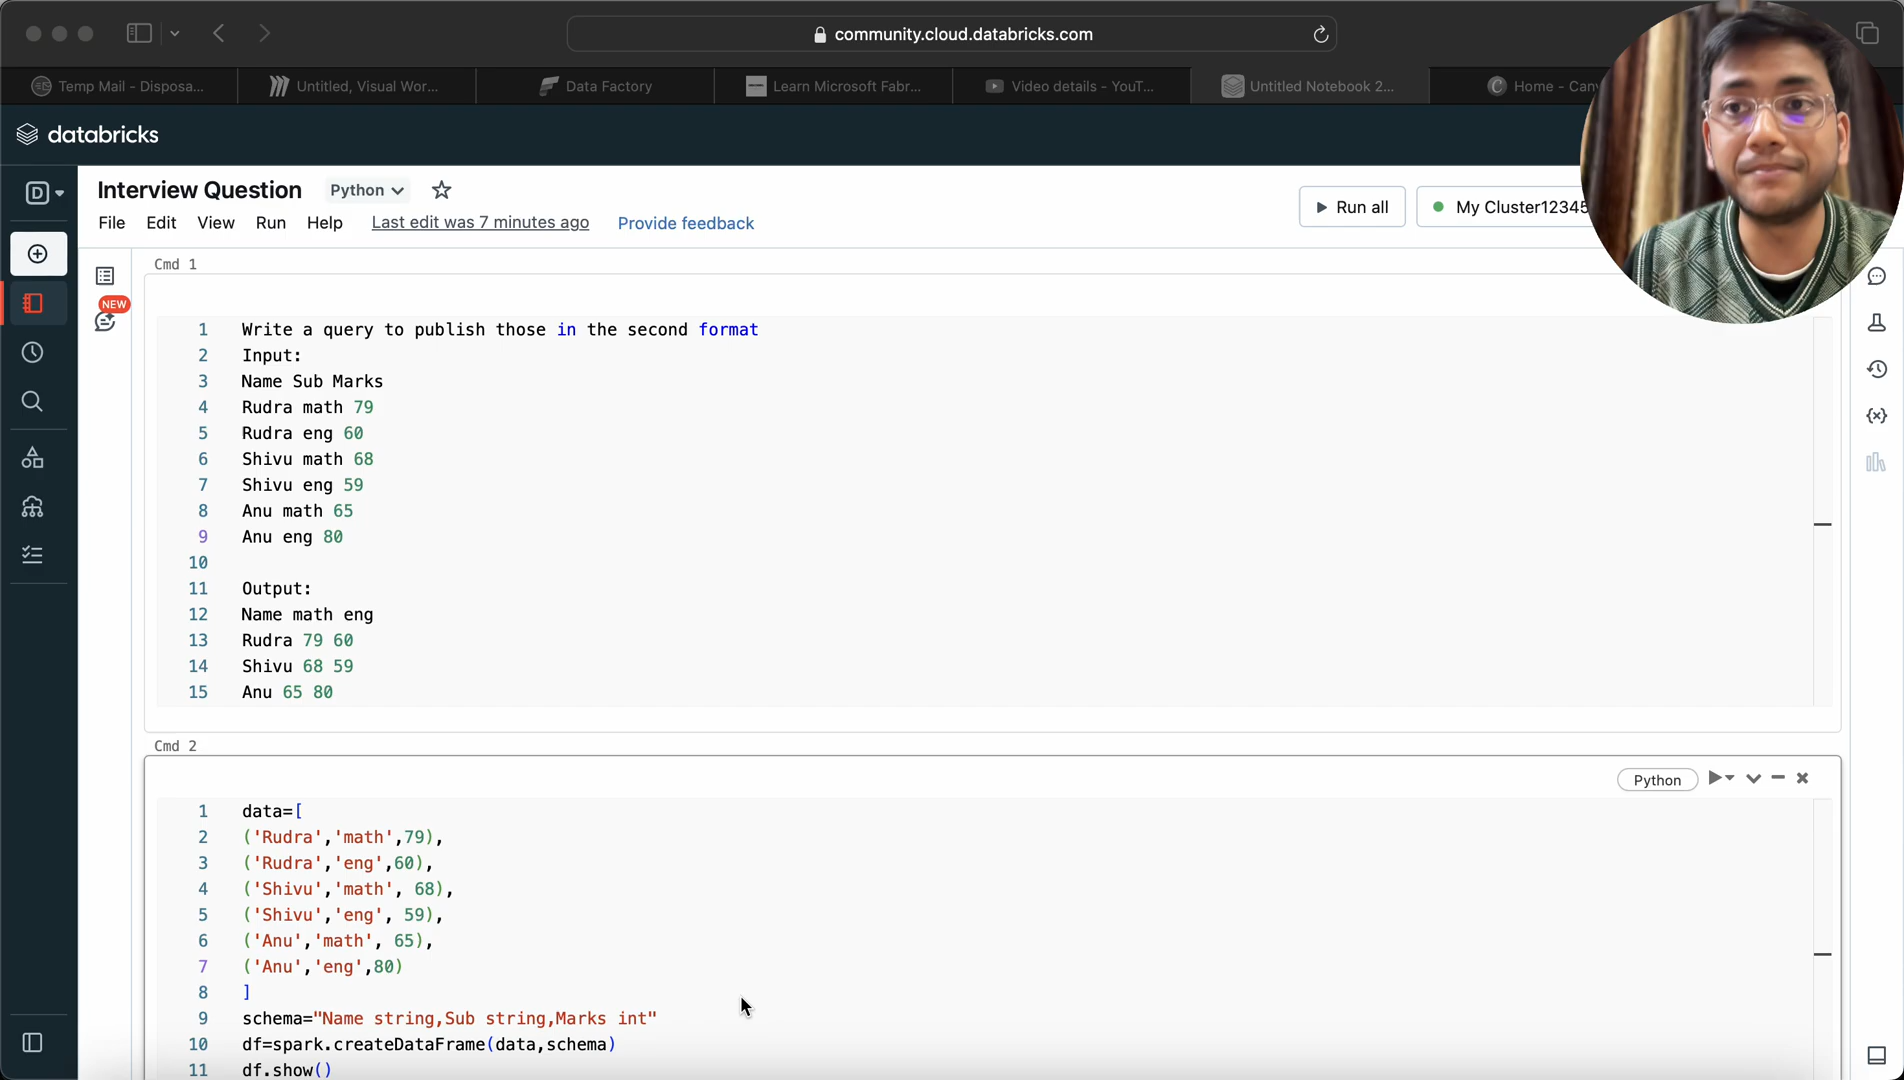 community.cloud.databricks.com
Temp Mail - Disposa...
Untitled, Visual Wor...
Data Factory
Learn Microsoft Fabr...
Video details - YouT...
Untitled Notebook 2...
Home - Canv
databricks
D
Interview Question
Python
Run all
My Cluster12345
File
Edit
View
Run
Help
Last edit was 7 minutes ago
Provide feedback
NEW
Cmd 1
1 Write a query to publish those in the second format
2 Input:
3 Name Sub Marks
4 Rudra math 79
5 Rudra eng 60
6 Shivu math 68
7 Shivu eng 59
8 Anu math 65
9 Anu eng 80
10
11 Output:
12 Name math eng
13 Rudra 79 60
14 Shivu 68 59
15 Anu 65 80
Cmd 2
Python
1 data=[
2 ('Rudra','math',79),
3 ('Rudra','eng',60),
4 ('Shivu','math', 68),
5 ('Shivu','eng', 59),
6 ('Anu','math', 65),
7 ('Anu','eng',80)
8 ]
9 schema="Name string,Sub string,Marks int"
10 df=spark.createDataFrame(data,schema)
11 df.show()